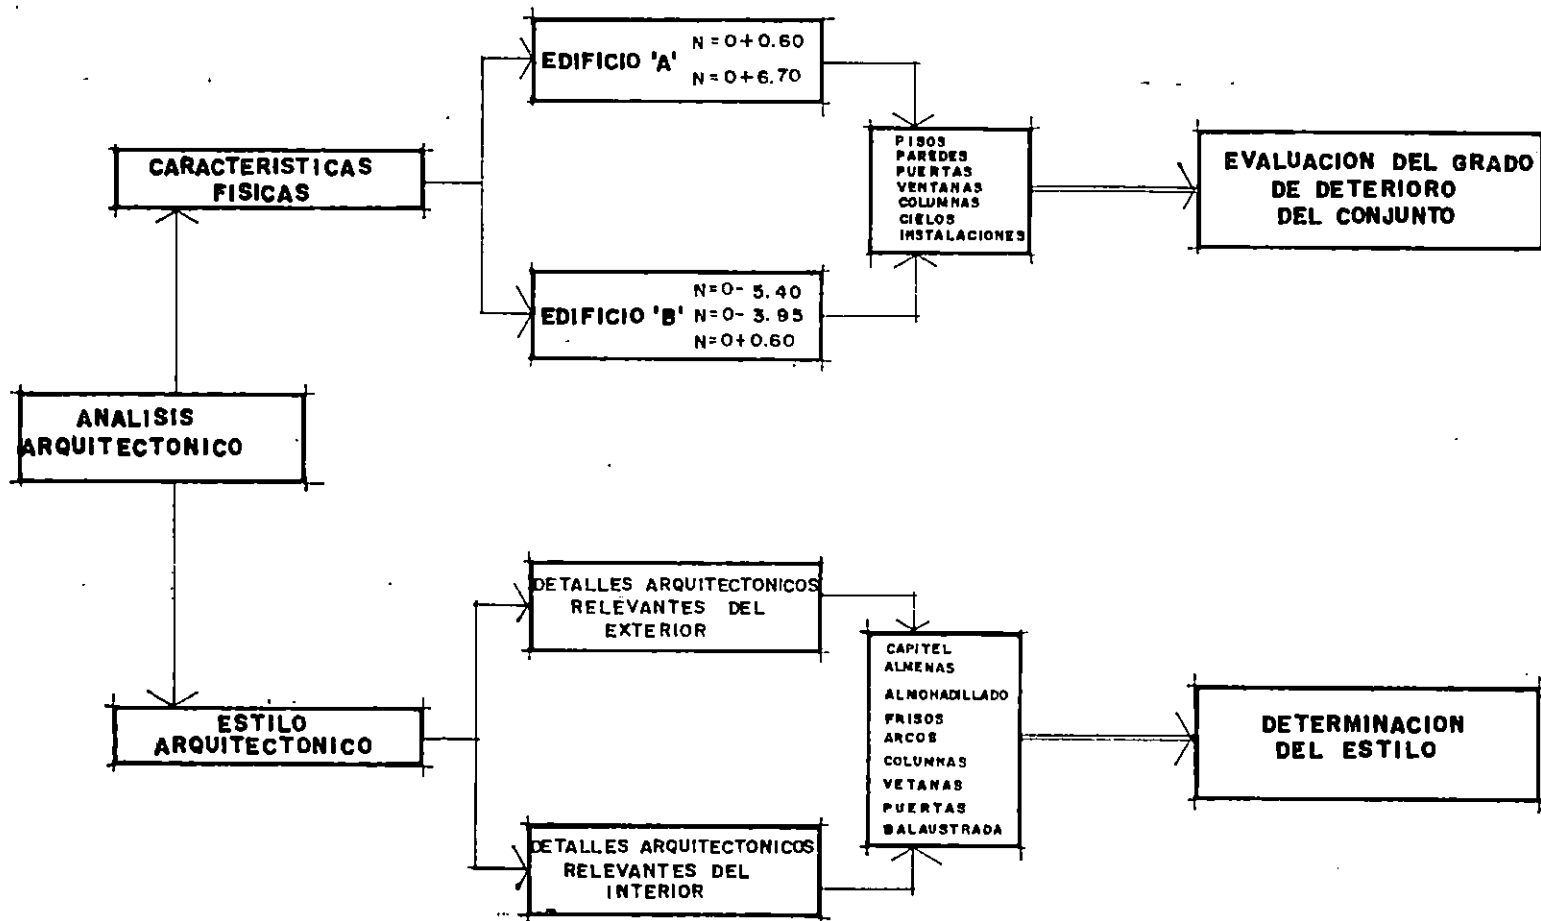 EDIFICIO 'A'
N=0+0.60
N=0+6.70
CARACTERISTICAS
FISICAS
PISOS
PAREDES
PUERTAS
VENTANAS
COLUMNAS
CIELOS
INSTALACIONES
EVALUACION DEL GRADO
DE DETERIORO
DEL CONJUNTO
EDIFICIO 'B'
N=0- 5.40
N=0- 3.95
N=0+0.60
ANALISIS
ARQUITECTONICO
DETALLES ARQUITECTONICOS
RELEVANTES DEL
EXTERIOR
ESTILO
ARQUITECTONICO
CAPITEL
ALMENAS
ALMOHADILLADO
FRISOS
ARCOS
COLUMNAS
VETANAS
PUERTAS
BALAUSTRADA
DETERMINACION
DEL ESTILO
DETALLES ARQUITECTONICOS
RELEVANTES DEL
INTERIOR